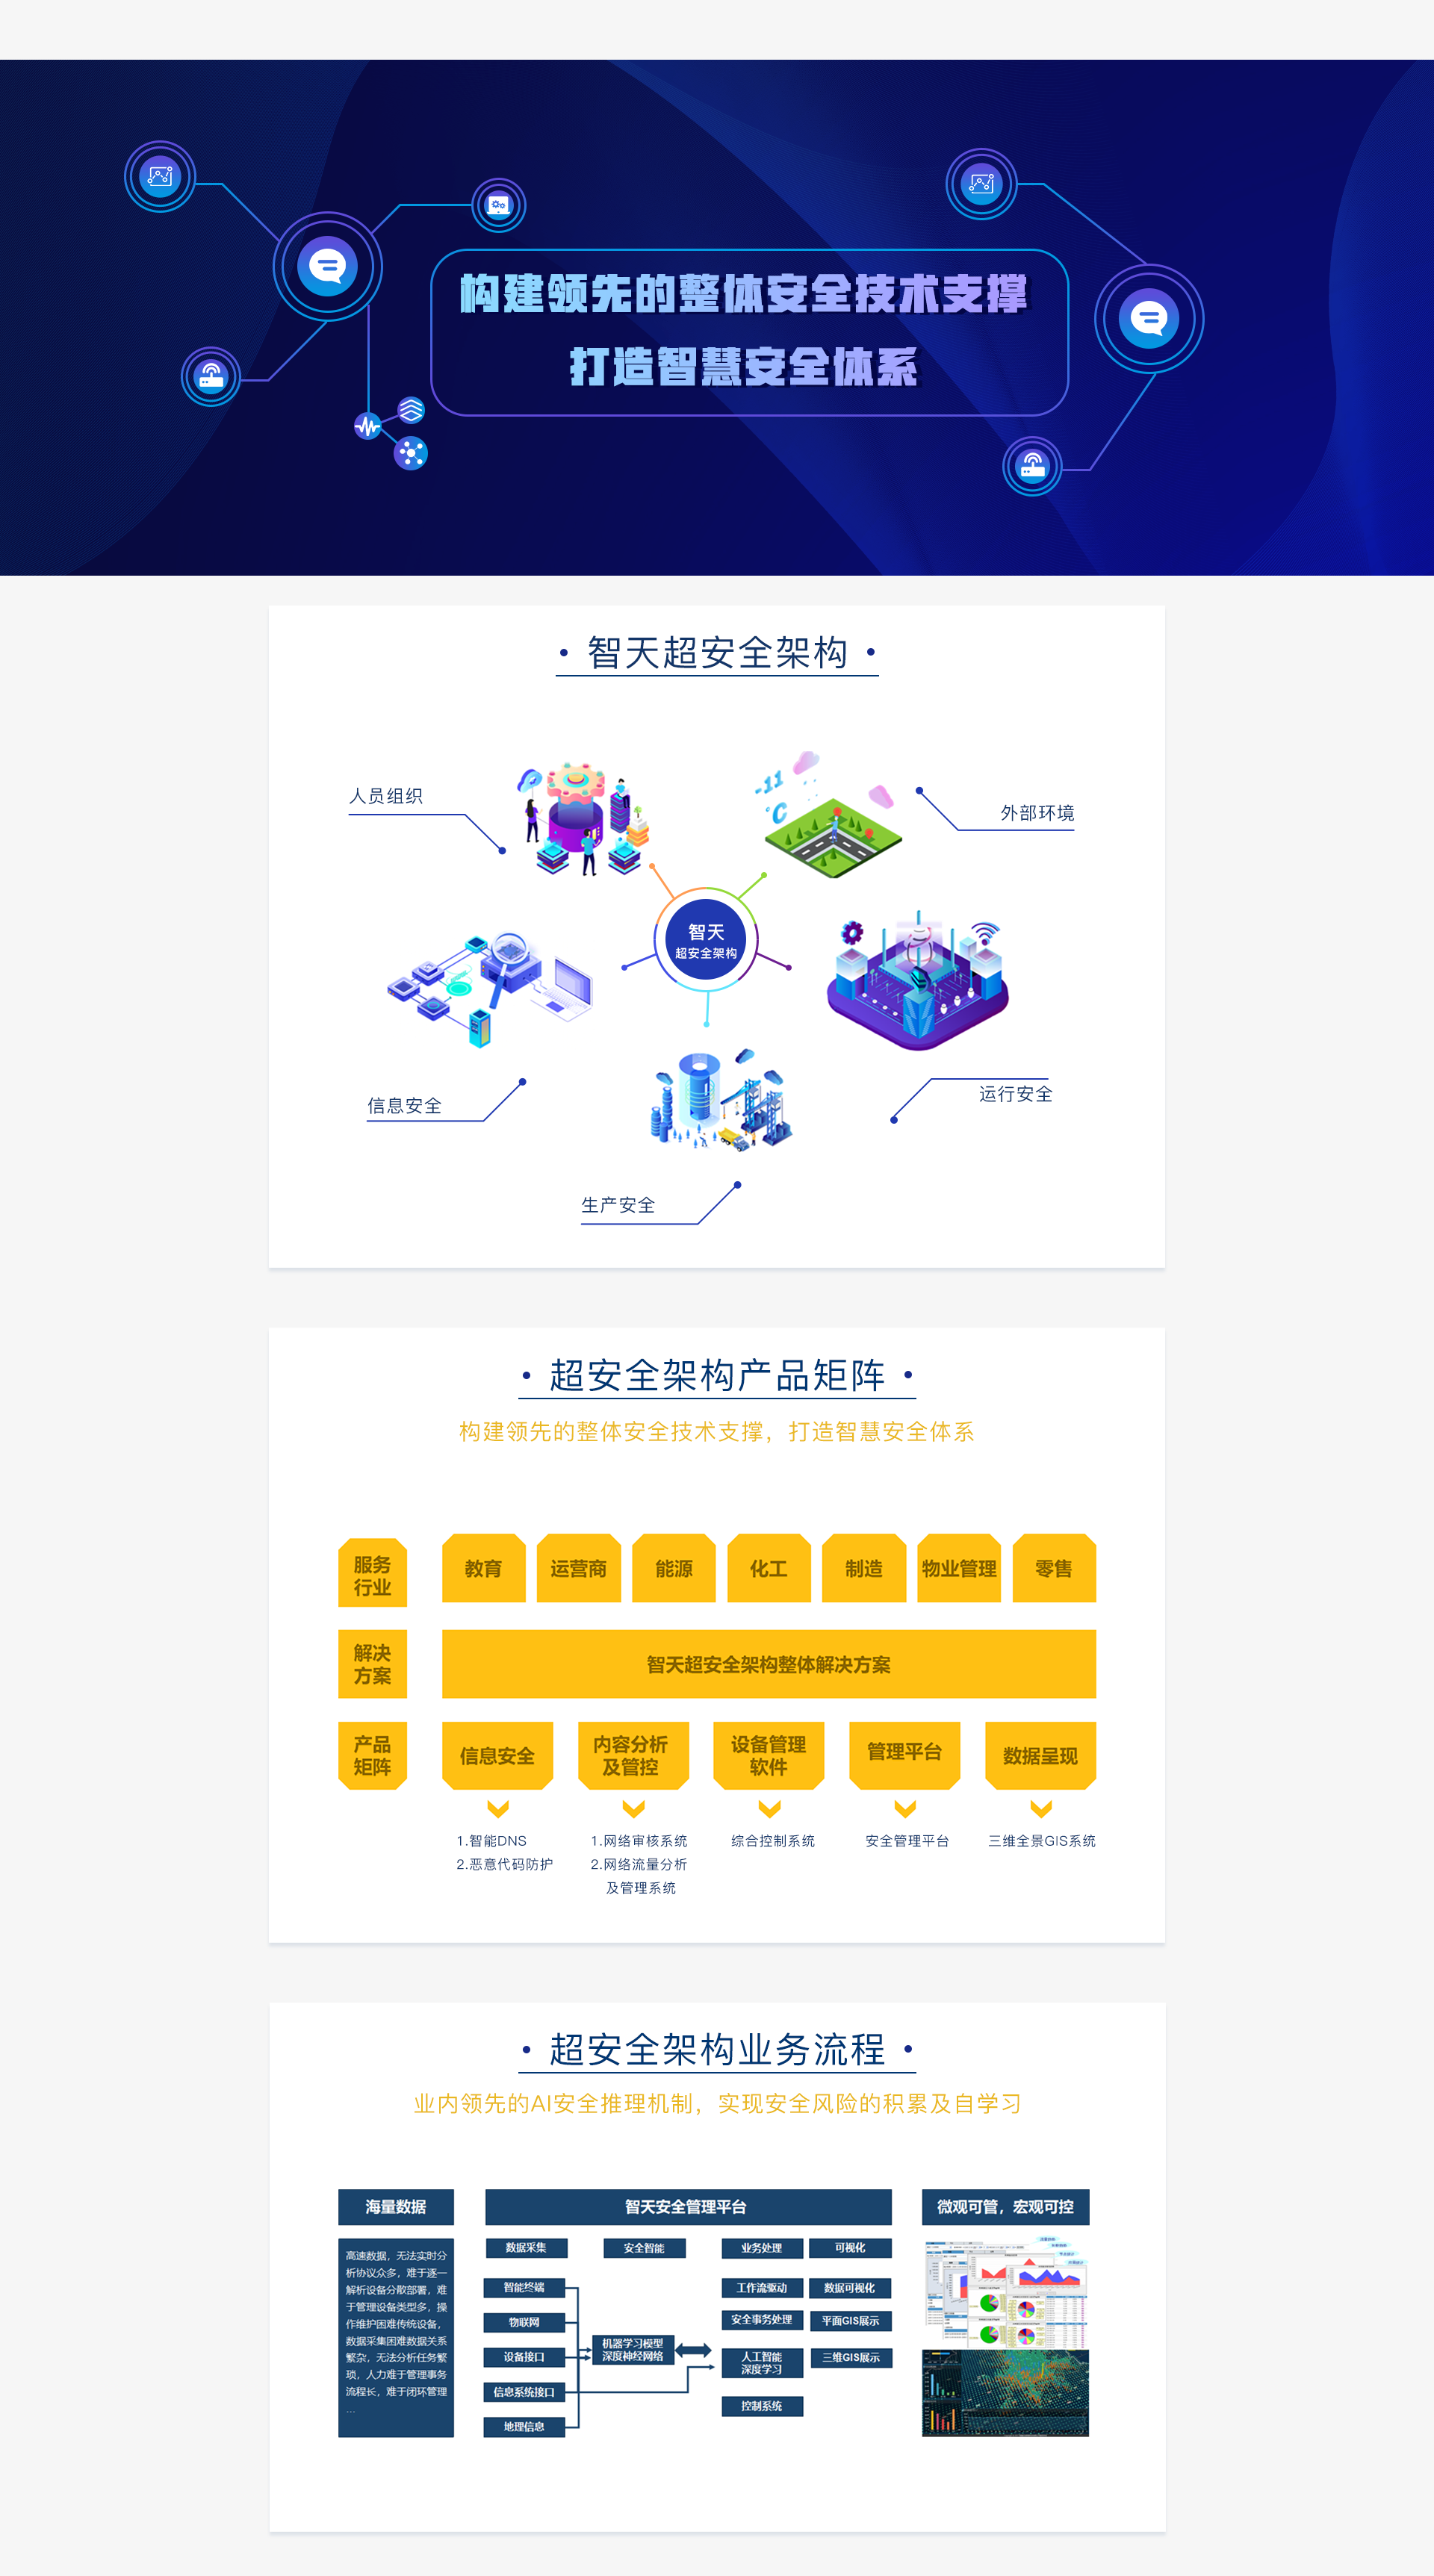 构建领先的整体安全技术支撑
打造智慧安全体系
• 智天超安全架构 •
人员组织
外部环境
智天
超安全架构
信息安全
运行安全
生产安全
• 超安全架构产品矩阵 •
构建领先的整体安全技术支撑，打造智慧安全体系
服务
行业
教育
运营商
能源
化工
制造
物业管理
零售
解决
方案
智天超安全架构整体解决方案
产品
矩阵
信息安全
内容分析
及管控
设备管理
软件
管理平台
数据呈现
1.智能DNS
2.恶意代码防护
1.网络审核系统
2.网络流量分析
及管理系统
综合控制系统
安全管理平台
三维全景GIS系统
• 超安全架构业务流程 •
业内领先的AI安全推理机制，实现安全风险的积累及自学习
海量数据
智天安全管理平台
微观可管，宏观可控
高速数据，无法实时分
析协议众多，难于逐一
解析设备分散部署，难
于管理设备类型多，操
作维护困难传统设备，
数据采集困难数据关系
繁杂，无法分析任务繁
琐，人力难于管理事务
流程长，难于闭环管理
...
数据采集
安全智能
业务处理
可视化
智能终端
物联网
设备接口
信息系统接口
地理信息
机器学习模型
深度神经网络
工作流驱动
安全事务处理
人工智能
深度学习
控制系统
数据可视化
平面GIS展示
三维GIS展示